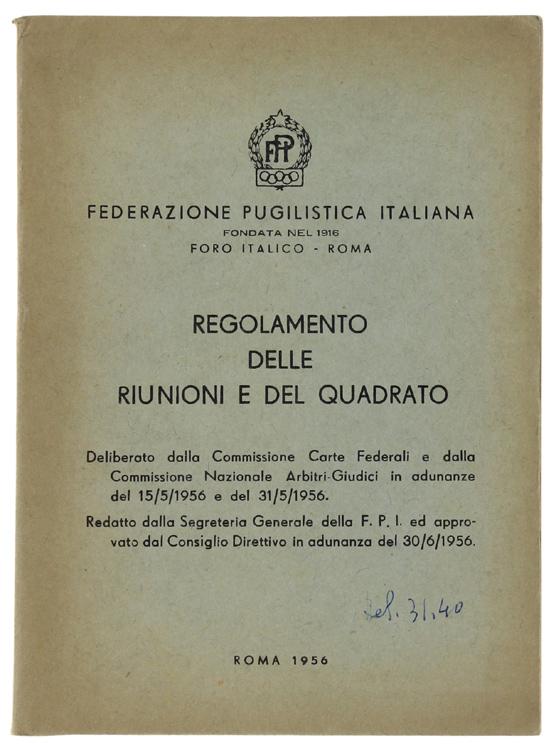 FPI
FEDERAZIONE PUGILISTICA ITALIANA
FONDATA NEL 1916
FORO ITALICO - ROMA
REGOLAMENTO
DELLE
RIUNIONI E DEL QUADRATO
Deliberato dalla Commissione Carte Federali e dalla
Commissione Nazionale Arbitri-Giudici in adunanze
del 15/5/1956 e del 31/5/1956.
Redatto dalla Segreteria Generale della F. P. I. ed appro-
vato dal Consiglio Direttivo in adunanza del 30/6/1956.
31.40
ROMA 1956